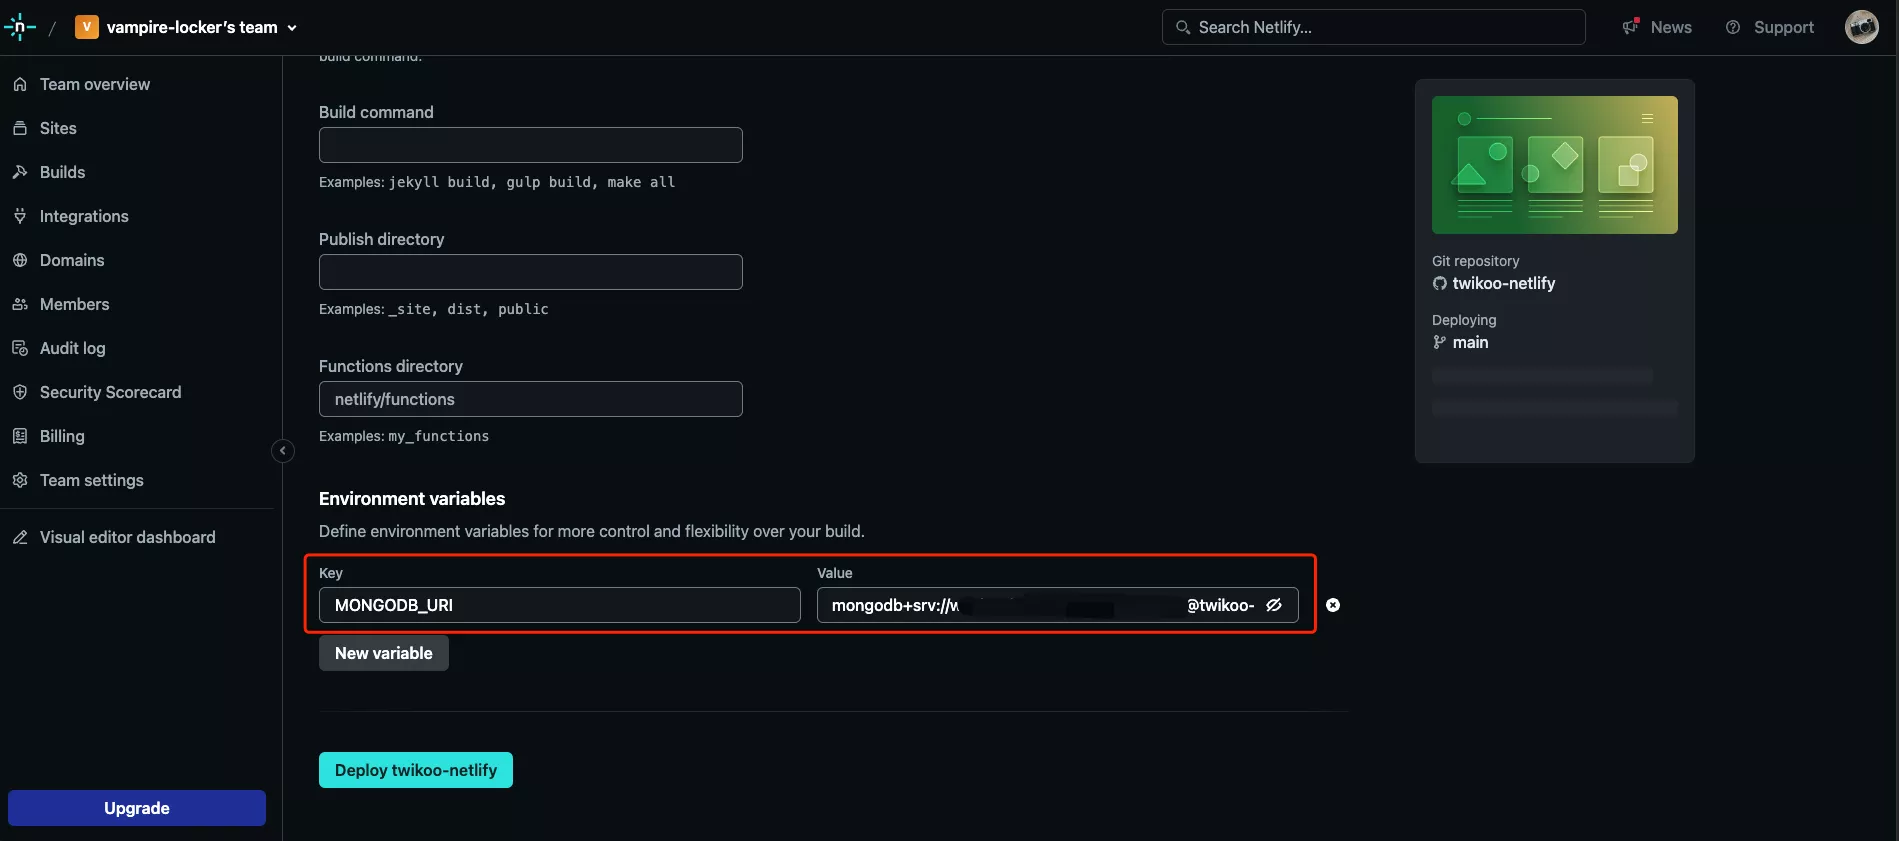 n / V vampire-locker's team
Search Netlify...
News
Support
Team overview
Sites
Builds
Integrations
Domains
Members
Audit log
Security Scorecard
Billing
Team settings
Visual editor dashboard
Upgrade
build command.
Build command
Examples: jekyll build, gulp build, make all
Publish directory
Examples: _site, dist, public
Functions directory
netlify/functions
Examples: my_functions
Environment variables
Define environment variables for more control and flexibility over your build.
Key
Value
MONGODB_URI
mongodb+srv://
@twikoo-
New variable
Deploy twikoo-netlify
Git repository
twikoo-netlify
Deploying
main